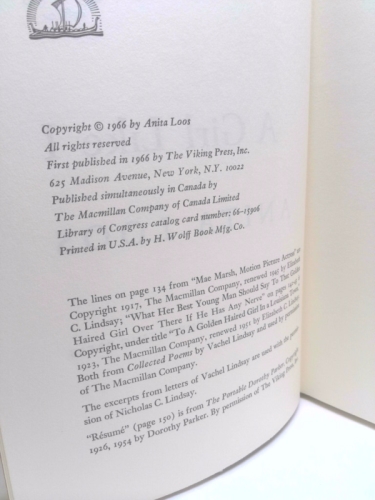 Copyright © 1966 by Anita Loos
All rights reserved
First published in 1966 by The Viking Press, Inc.
625 Madison Avenue, New York, N.Y. 10022
Published simultaneously in Canada by
The Macmillan Company of Canada Limited
Library of Congress catalog card number: 66-15906
Printed in U.S.A. by H. Wolff Book Mfg. Co.
The lines on page 134 from "Mae Marsh, Motion Picture Actress"
Copyright 1917, The Macmillan Company, renewed 1945 by Elizabeth
C. Lindsay; "What Her Best Young Man Should Say To That Golden
Haired Girl Over There If He Has Any Nerve" on pages
Copyright, under title "To A Golden Haired Girl In A Louisiana Town,"
1923, The Macmillan Company, renewed 1951 by Elizabeth C. Lindsay
Both from Collected Poems by Vachel Lindsay and used by permission
of The Macmillan Company.
The excerpts from letters of Vachel Lindsay are used with the
sion of Nicholas C. Lindsay.
"Résumé" (page 150) is from The Portable Dorothy Parker. Copyright
1926, 1954 by Dorothy Parker. By permission of The Viking Press